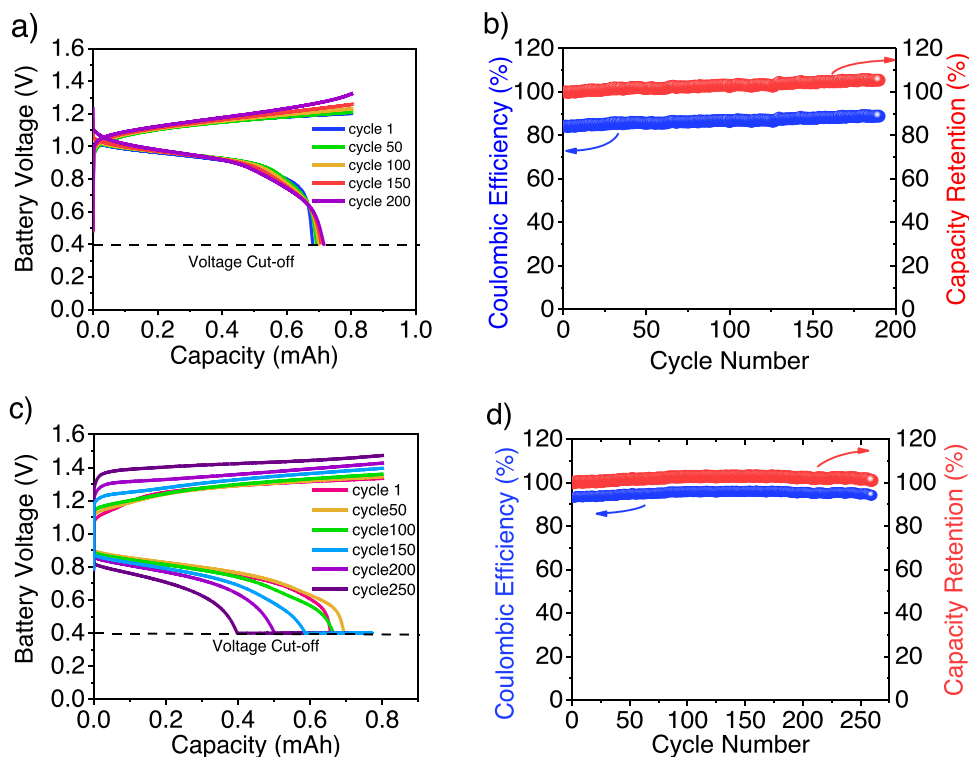 a)
Battery Voltage (V)
1.6
1.4
1.2
1.0
0.8
0.6
0.4
0.2
0.0
cycle 1
cycle 50
cycle 100
cycle 150
cycle 200
Voltage Cut-off
0.0 0.2 0.4 0.6 0.8 1.0
Capacity (mAh)
b)
Coulombic Efficiency (%)
120
100
80
60
40
20
0
0 50 100 150 200
Cycle Number
120
100
80
60
40
20
0
Capacity Retention (%)
c)
Battery Voltage (V)
1.6
1.4
1.2
1.0
0.8
0.6
0.4
0.2
0.0
cycle 1
cycle50
cycle100
cycle150
cycle200
cycle250
Voltage Cut-off
0.0 0.2 0.4 0.6 0.8
Capacity (mAh)
d)
Coulombic Efficiency (%)
120
100
80
60
40
20
0
0 50 100 150 200 250
Cycle Number
120
100
80
60
40
20
0
Capacity Retention (%)